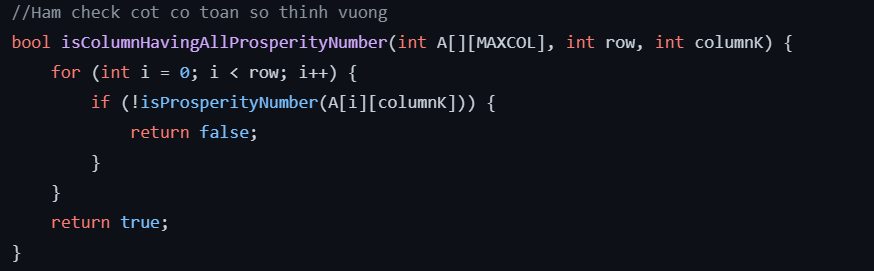 //Ham check cot co toan so thinh vuong
bool isColumnHavingAllProsperityNumber(int A[][MAXCOL], int row, int columnK) {
    for (int i = 0; i < row; i++) {
        if (!isProsperityNumber(A[i][columnK])) {
            return false;
        }
    }
    return true;
}